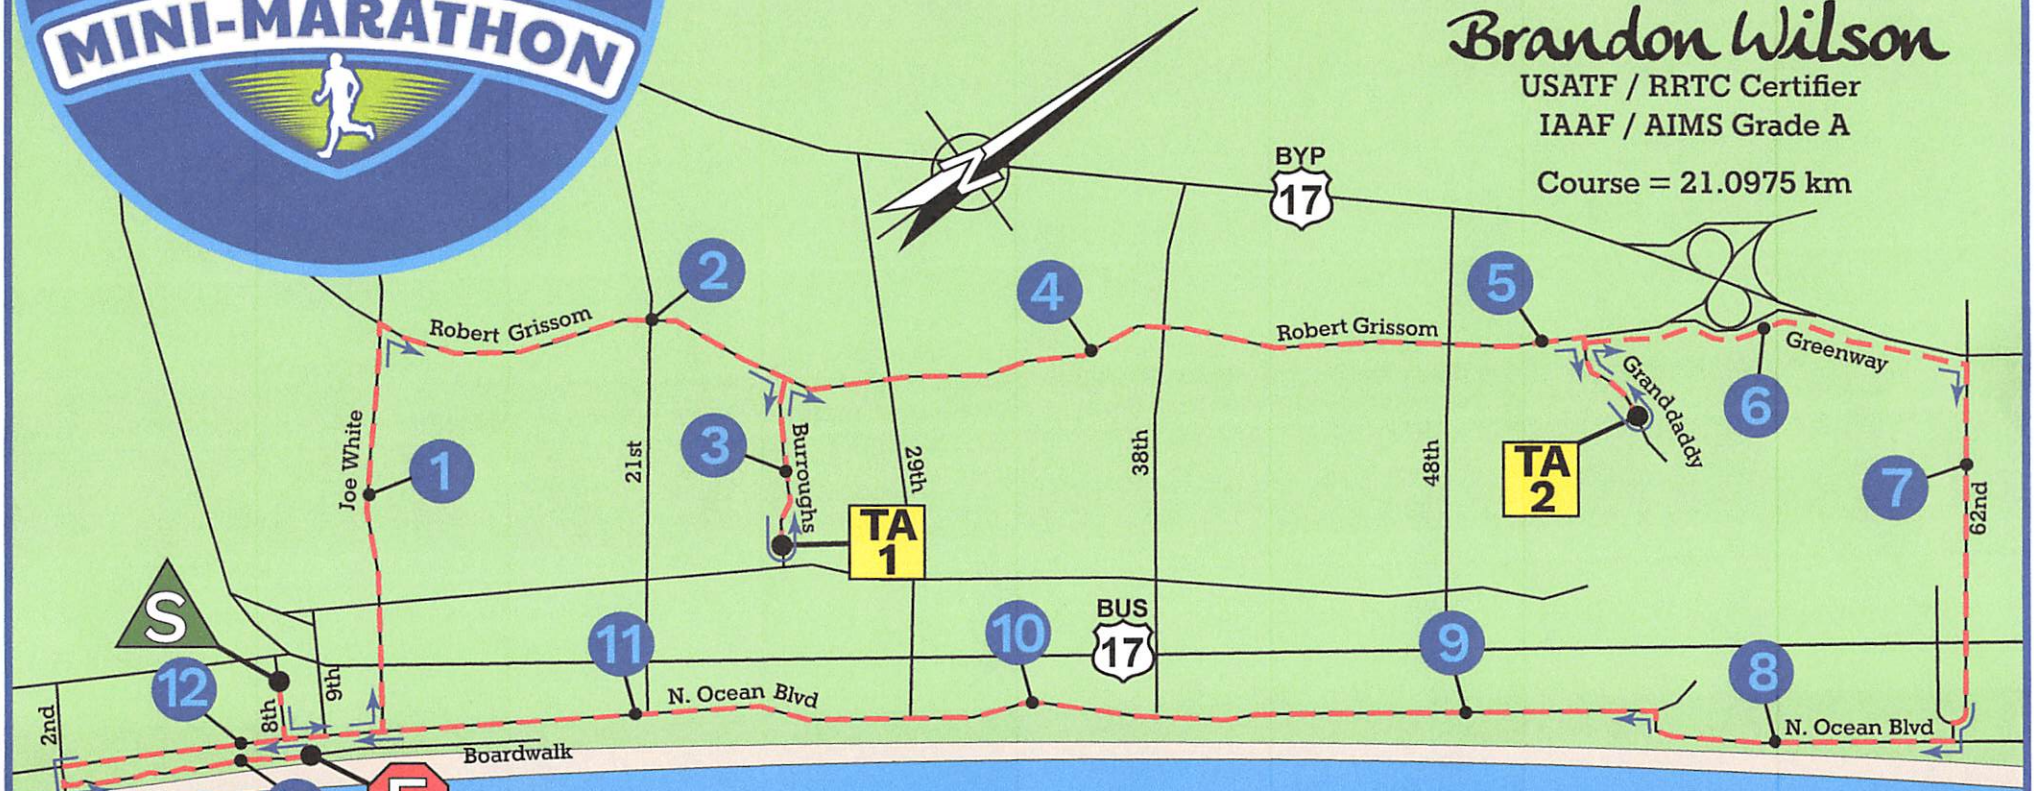 MINI-MARATHON
Brandon Wilson
USATF / RRTC Certifier
IAAF / AIMS Grade A
Course = 21.0975 km
N
BYP
17
2
4
5
Robert Grissom
Robert Grissom
Greenway
Granddaddy
6
Joe White
1
21st
3
Burroughs
29th
38th
48th
TA
2
7
62nd
TA
1
S
BUS
17
12
11
10
9
8
2nd
8th
9th
N. Ocean Blvd
N. Ocean Blvd
Boardwalk